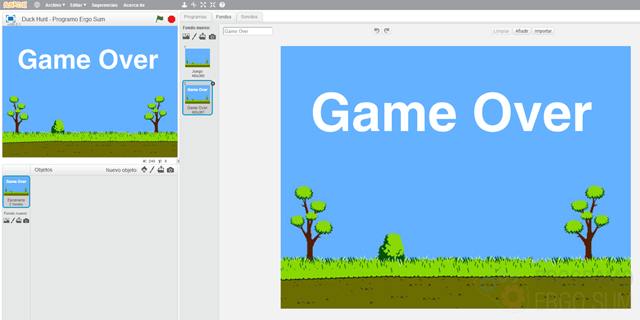 SCRATCH
Archivo
Editar
Sugerencias
Acerca de
Duck Hunt - Programo Ergo Sum
Game Over
Objetos
Nuevo objeto:
Game Over
Escenario
2 fondos
Fondo nuevo:
Programas
Fondos
Sonidos
Fondo nuevo:
Juego
Game Over
Game Over
Game Over
Limpiar
Añadir
Importar
Game Over
ERGO SUM